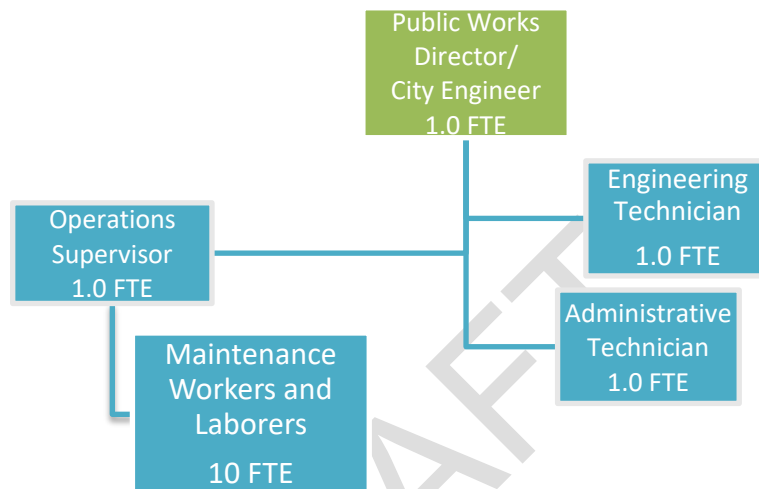 Public Works
Director/
City Engineer
1.0 FTE
Engineering
Technician
1.0 FTE
Operations
Supervisor
1.0 FTE
Administrative
Technician
1.0 FTE
Maintenance
Workers and
Laborers
10 FTE
AFT